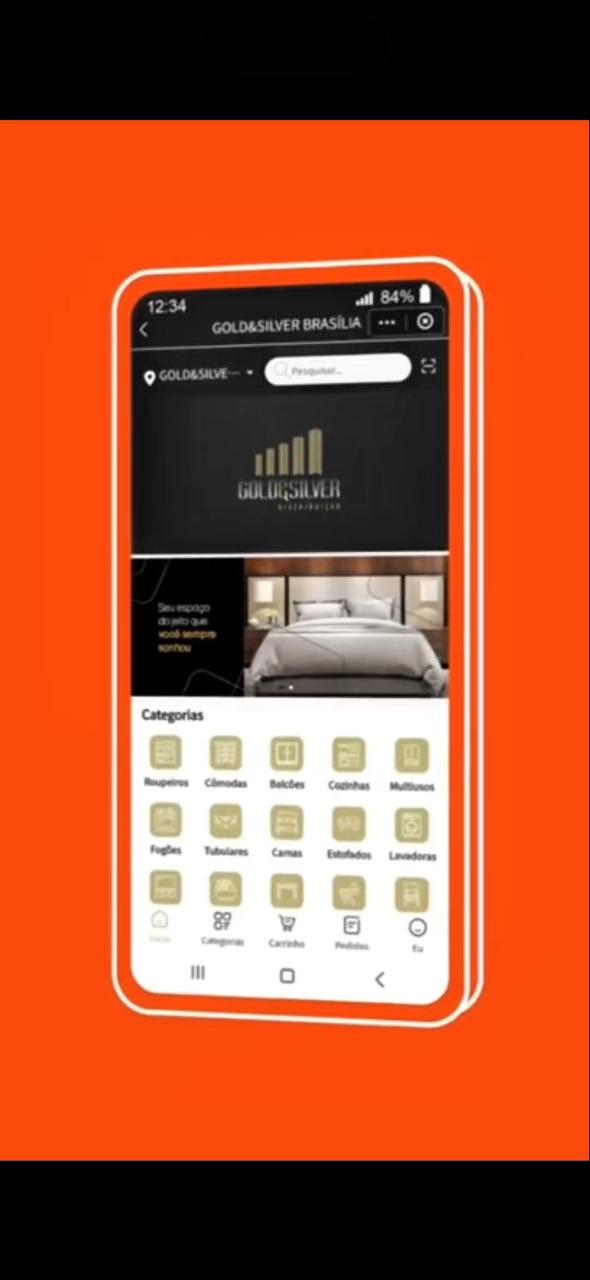 12:34
84%
GOLD&SILVER BRASÍLIA
GOLD&SILVE...
Pesquisar...
GOLD&SILVER
DISTRIBUIÇÃO
Seu espaço
do jeito que
você sempre
sonhou
Categorias
Roupeiros Cômodas Balcões Cozinhas Multiusos
Fogões Tubulares Camas Estofados Lavadoras
Início Categorias Carrinho Pedidos Eu